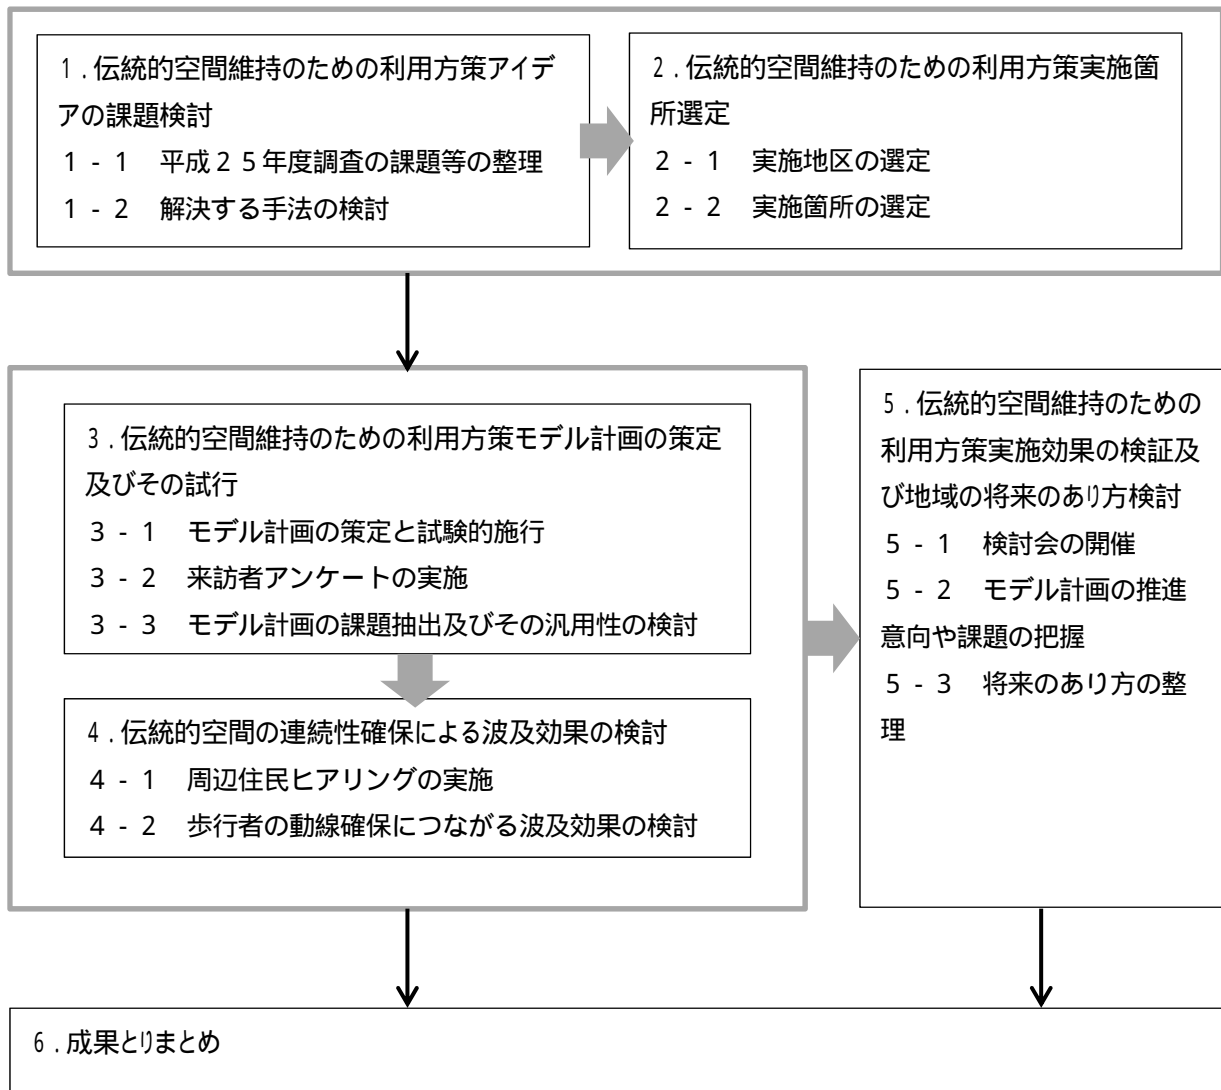 １．伝統的空間維持のための利用方策アイデ
アの課題検討
１‐１　平成２５年度調査の課題等の整理
１‐２　解決する手法の検討
２．伝統的空間維持のための利用方策実施箇
所選定
２‐１　実施地区の選定
２‐２　実施箇所の選定
３．伝統的空間維持のための利用方策モデル計画の策定
及びその試行
３‐１　モデル計画の策定と試験的施行
３‐２　来訪者アンケートの実施
３‐３　モデル計画の課題抽出及びその汎用性の検討
４．伝統的空間の連続性確保による波及効果の検討
４‐１　周辺住民ヒアリングの実施
４‐２　歩行者の動線確保につながる波及効果の検討
５．伝統的空間維持のための
利用方策実施効果の検証及
び地域の将来のあり方検討
５‐１　検討会の開催
５‐２　モデル計画の推進
意向や課題の把握
５‐３　将来のあり方の整
理
６．成果とりまとめ